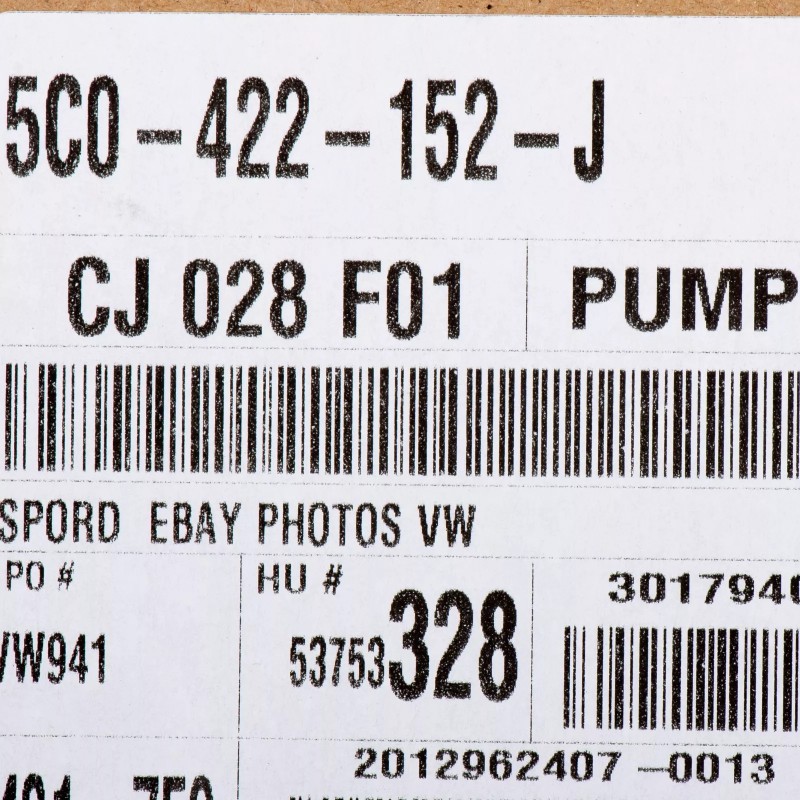 5C0-422-152-J
CJ 028 F01 PUMP
SPORD EBAY PHOTOS VW
PO # HU #
301794
VW941 53753328
2012962407 -0013